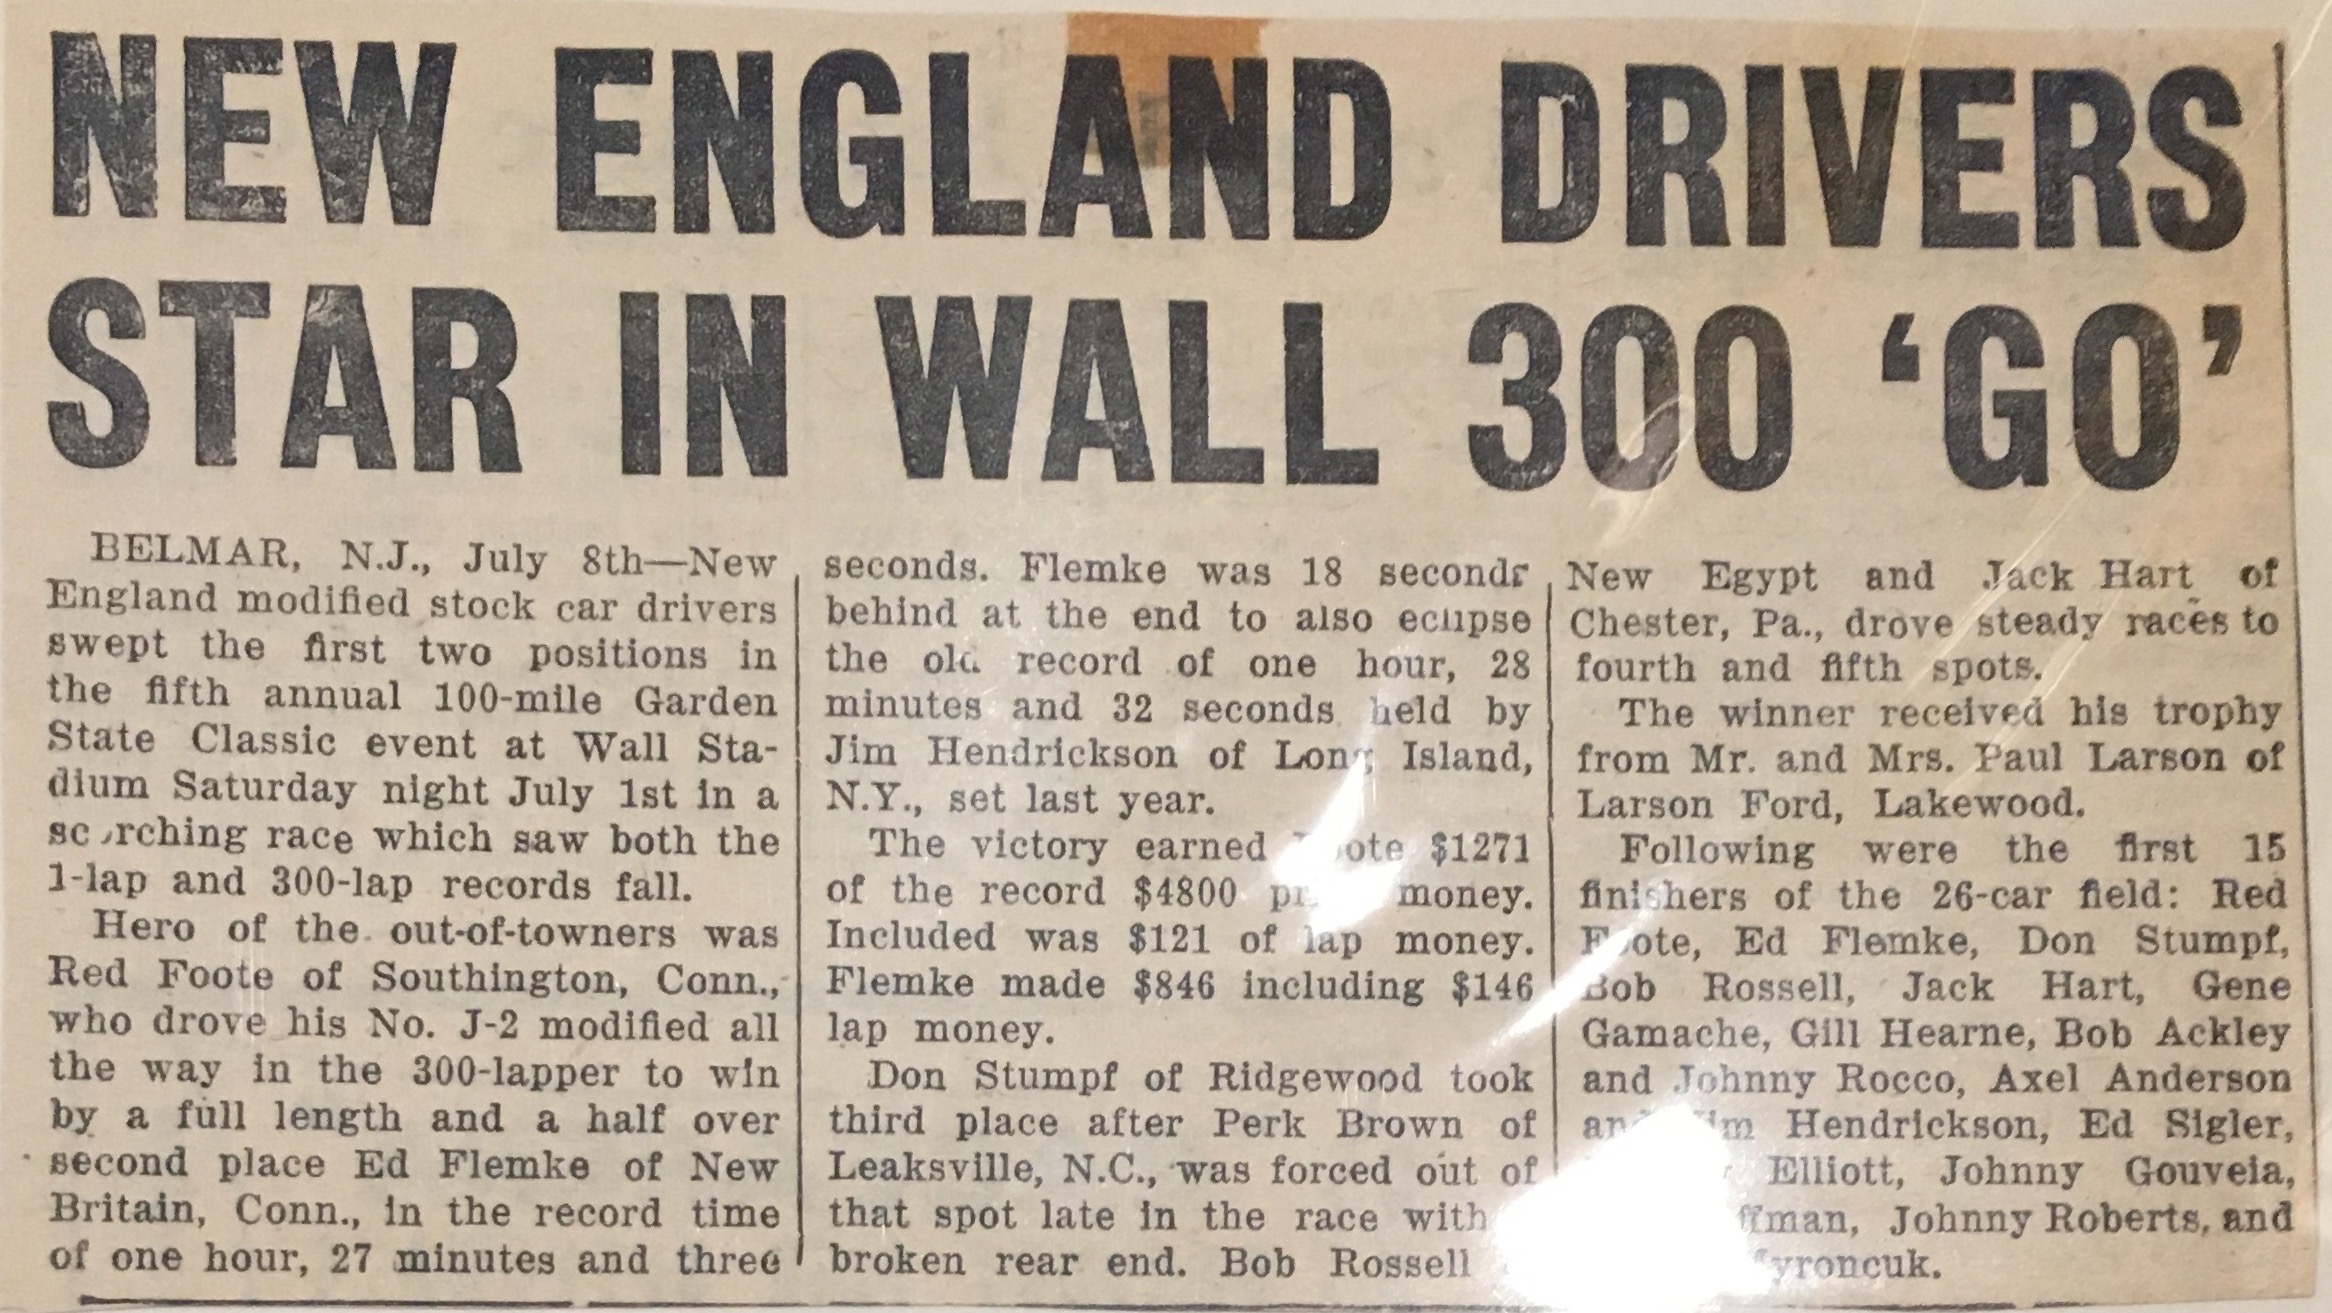 NEW ENGLAND DRIVERS
STAR IN WALL 300 ‘GO’
BELMAR, N.J., July 8th—New
England modified stock car drivers
swept the first two positions in
the fifth annual 100-mile Garden
State Classic event at Wall Sta-
dium Saturday night July 1st in a
scorching race which saw both the
1-lap and 300-lap records fall.
Hero of the out-of-towners was
Red Foote of Southington, Conn.,
who drove his No. J-2 modified all
the way in the 300-lapper to win
by a full length and a half over
second place Ed Flemke of New
Britain, Conn., in the record time
of one hour, 27 minutes and three
seconds. Flemke was 18 seconds
behind at the end to also eclipse
the old record of one hour, 28
minutes and 32 seconds held by
Jim Hendrickson of Long Island,
N.Y., set last year.
The victory earned Foote $1271
of the record $4800 money.
Included was $121 of lap money.
Flemke made $846 including $146
lap money.
Don Stumpf of Ridgewood took
third place after Perk Brown of
Leaksville, N.C., was forced out of
that spot late in the race with
broken rear end. Bob Rossell
New Egypt and Jack Hart of
Chester, Pa., drove steady races to
fourth and fifth spots.
The winner received his trophy
from Mr. and Mrs. Paul Larson of
Larson Ford, Lakewood.
Following were the first 15
finishers of the 26-car field: Red
Foote, Ed Flemke, Don Stumpf,
Bob Rossell, Jack Hart, Gene
Gamache, Gill Hearne, Bob Ackley
and Johnny Rocco, Axel Anderson
and Jim Hendrickson, Ed Sigler,
Elliott, Johnny Gouveia,
Johnny Roberts, and